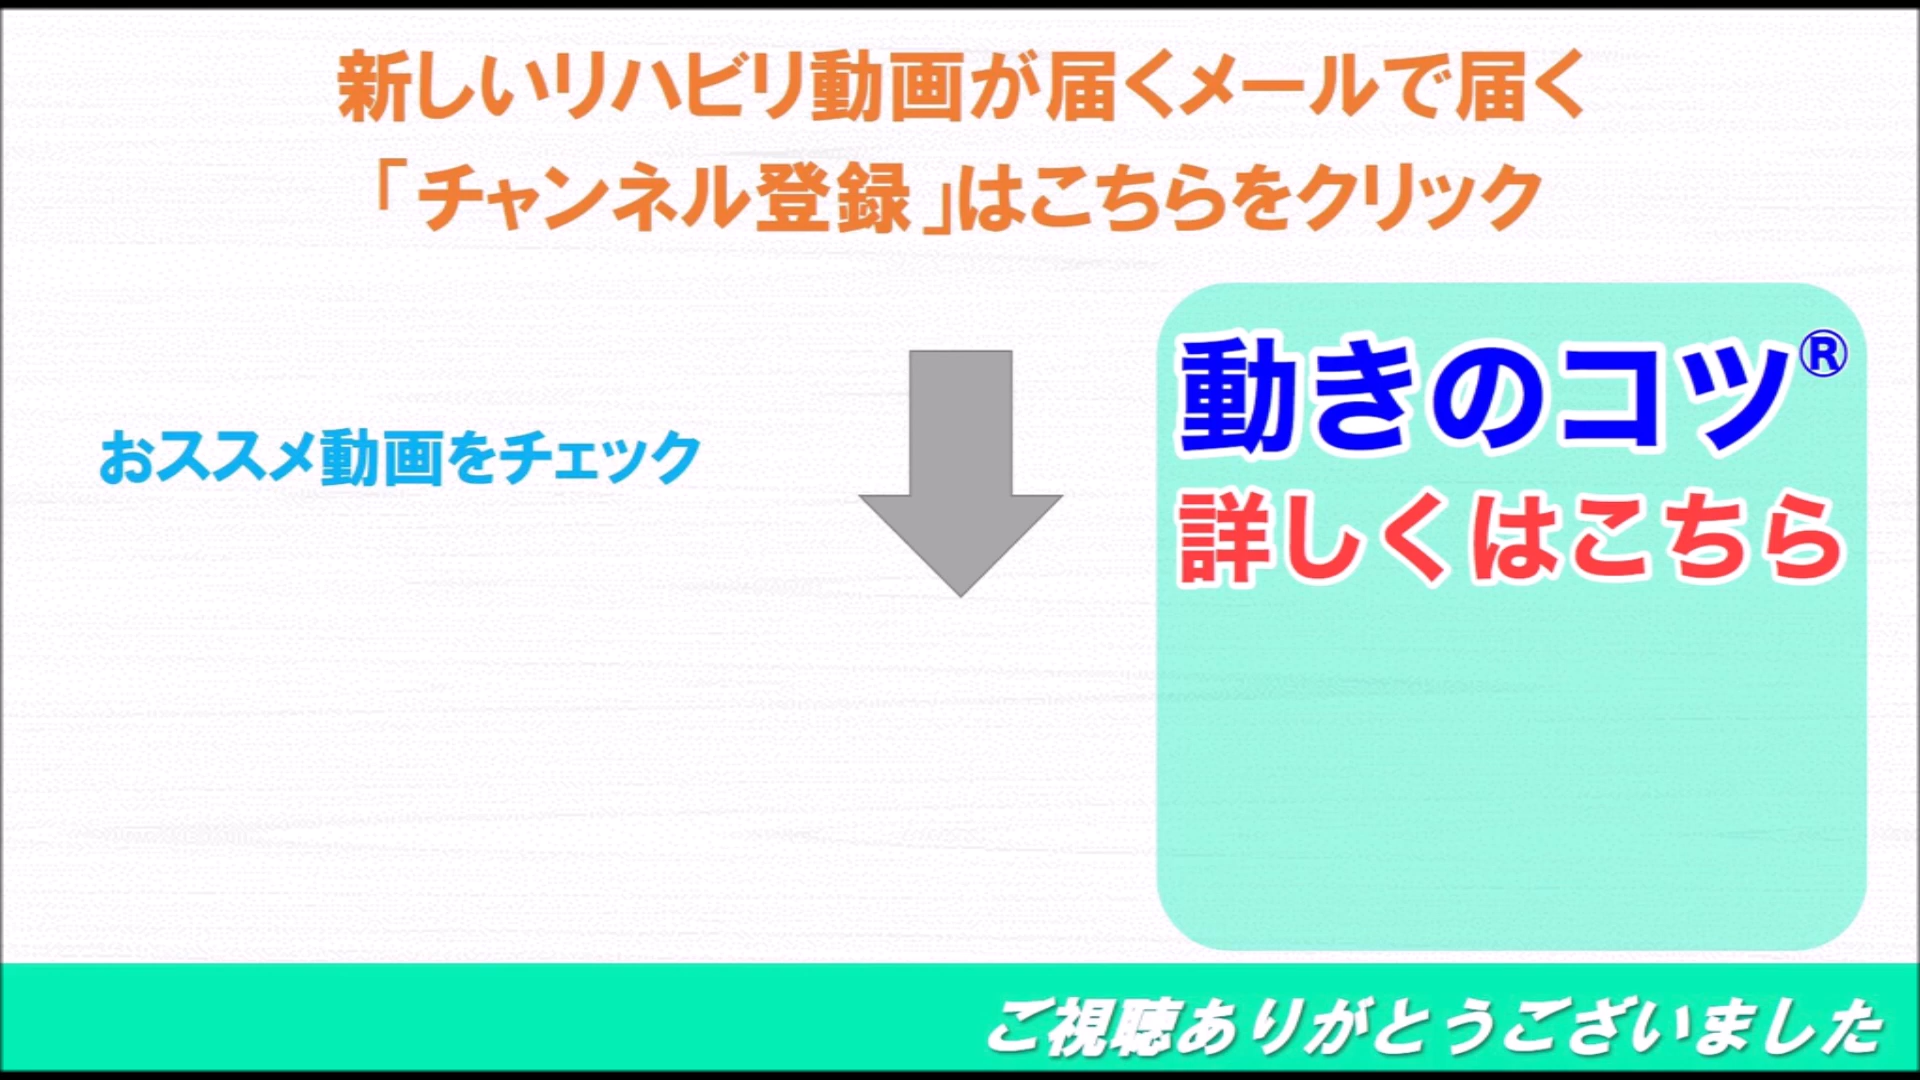 新しいリハビリ動画が届くメールで届く
「チャンネル登録」はこちらをクリック
おススメ動画をチェック
動きのコツ®
詳しくはこちら
ご視聴ありがとうございました